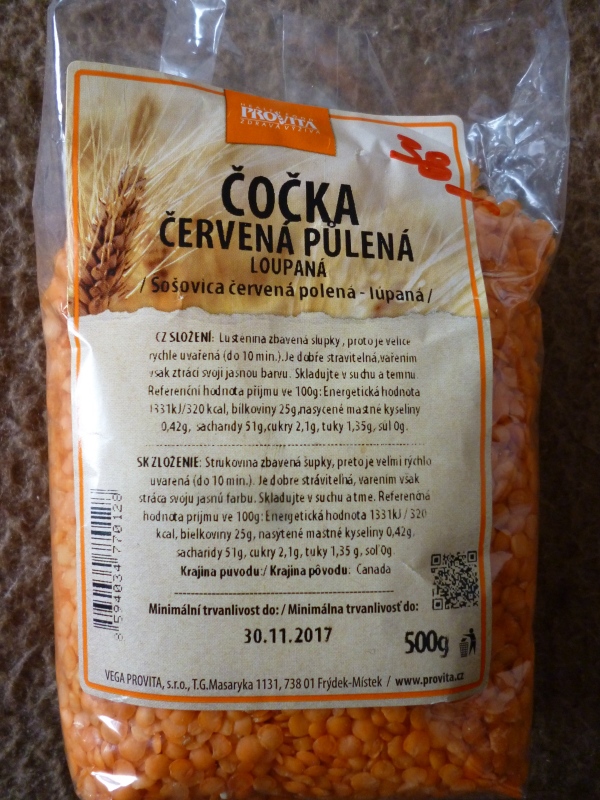 PROVITA
ZDRAVÁ VÝŽIVA
38
ČOČKA
ČERVENÁ PŮLENÁ
LOUPANÁ
/ Šošovica červená polená - lúpaná /
CZ SLOŽENÍ: Luštěnina zbavená slupky , proto je velice
rychle uvařená (do 10 min.). Je dobře stravitelná,vařením
však ztrácí svoji jasnou barvu. Skladujte v suchu a temnu
Referenční hodnota příjmu ve 100g: Energetická hodnota
1331kJ/320 kcal, bílkoviny 25g,nasycené mastné kyseliny
0,42g, sacharidy 51g,cukry 2,1g, tuky 1,35g, sůl 0g.
SK ZLOŽENIE: Strukovina zbavená šupky, preto je veľmi rýchlo
uvarená (do 10 min.). Je dobre stráviteľná, varením však
stráca svoju jasnú farbu. Skladujte v suchu a tme. Referenčná
hodnota príjmu ve 100g: Energetická hodnota 1331kJ / 320
kcal, bielkoviny 25g, nasytené mastné kyseliny 0,42g,
sacharidy 51g, cukry 2,1g, tuky 1,35 g, soľ 0g.
Krajina puvodu:/ Krajina pôvodu: Canada
Minimální trvanlivost do: / Minimálna trvanlivosť do:
30.11.2017
500g
8 594034 770128
VEGA PROVITA, s.r.o., T.G.Masaryka 1131, 738 01 Frýdek-Místek / www.provita.cz